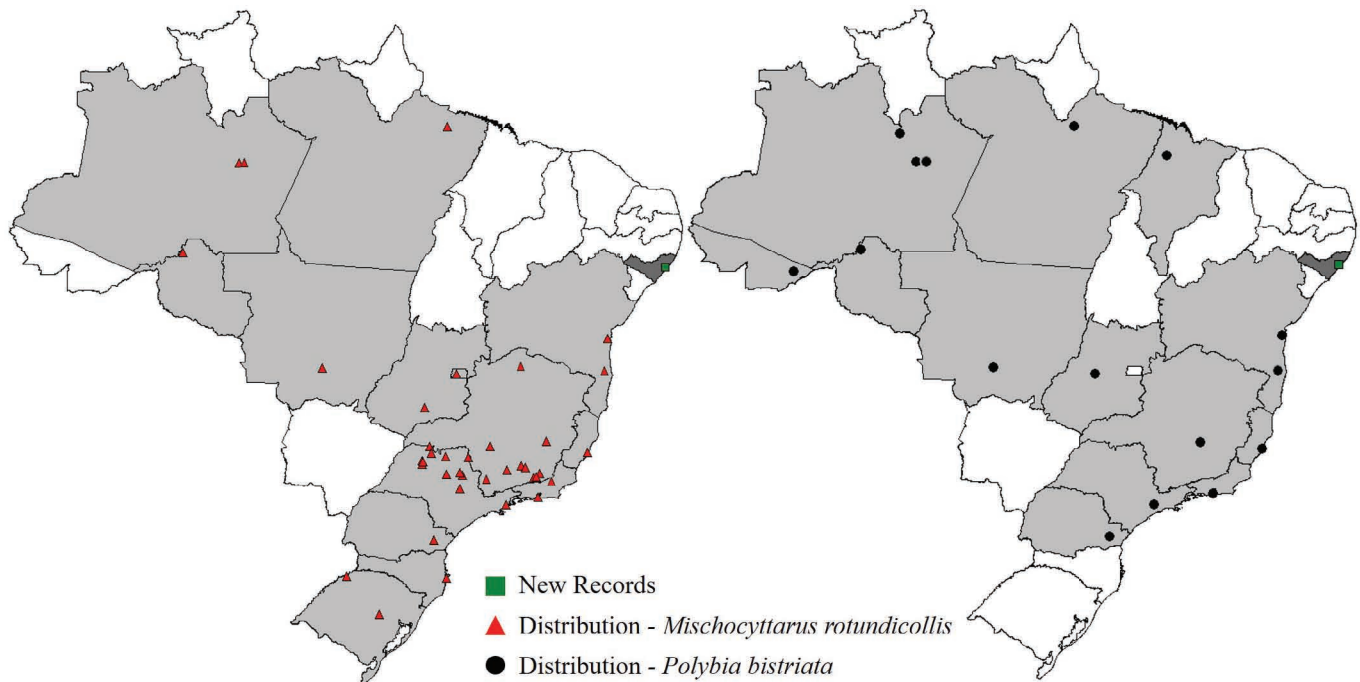 New Records
Distribution - Mischocyttarus rotundicollis
Distribution - Polybia bistriata